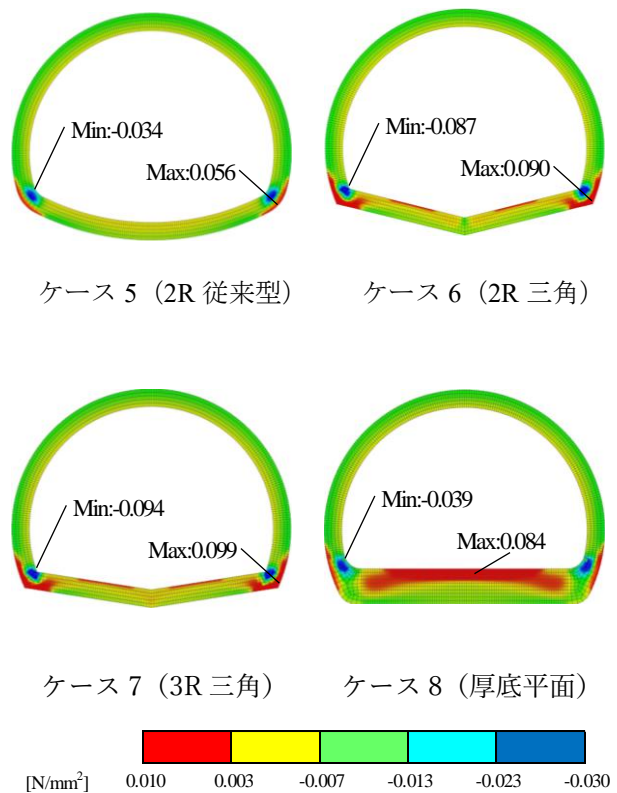 Min:-0.034
Max:0.056
Min:-0.087
Max:0.090
ケース 5（2R 従来型）
ケース 6（2R 三角）
Min:-0.094
Max:0.099
Min:-0.039
Max:0.084
ケース 7（3R 三角）
ケース 8（厚底平面）
[N/mm²] 0.010 0.003 -0.007 -0.013 -0.023 -0.030